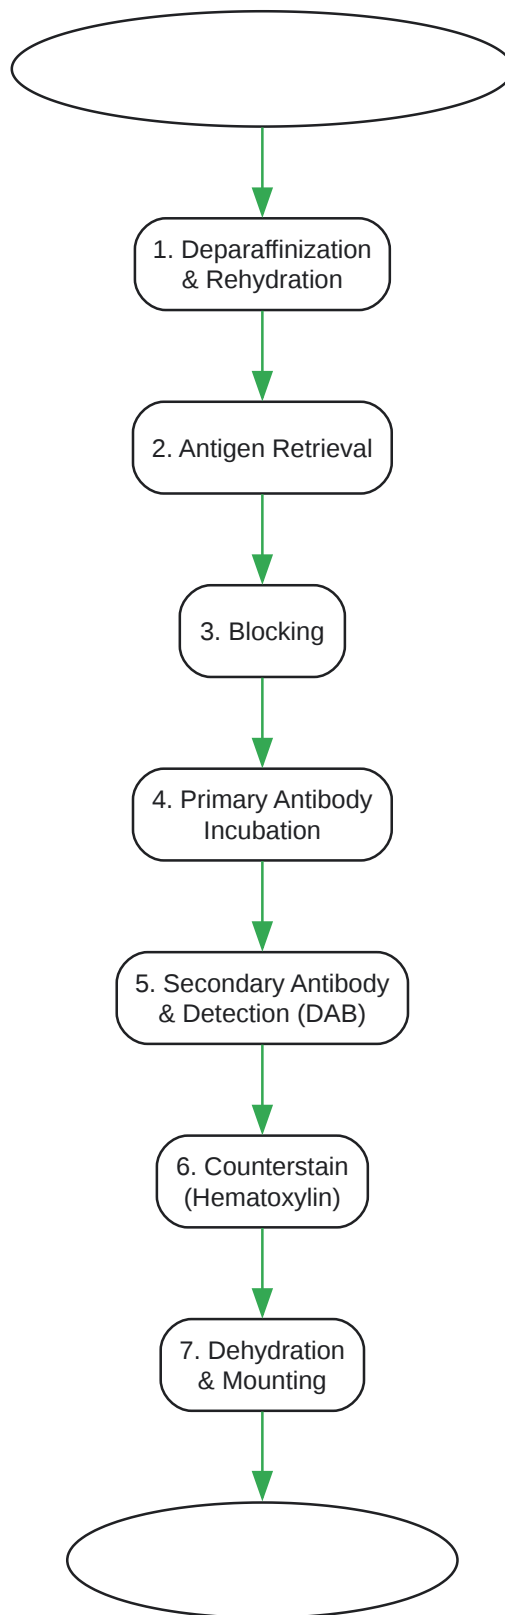 1. Deparaffinization
& Rehydration
2. Antigen Retrieval
3. Blocking
4. Primary Antibody
Incubation
5. Secondary Antibody
& Detection (DAB)
6. Counterstain
(Hematoxylin)
7. Dehydration
& Mounting